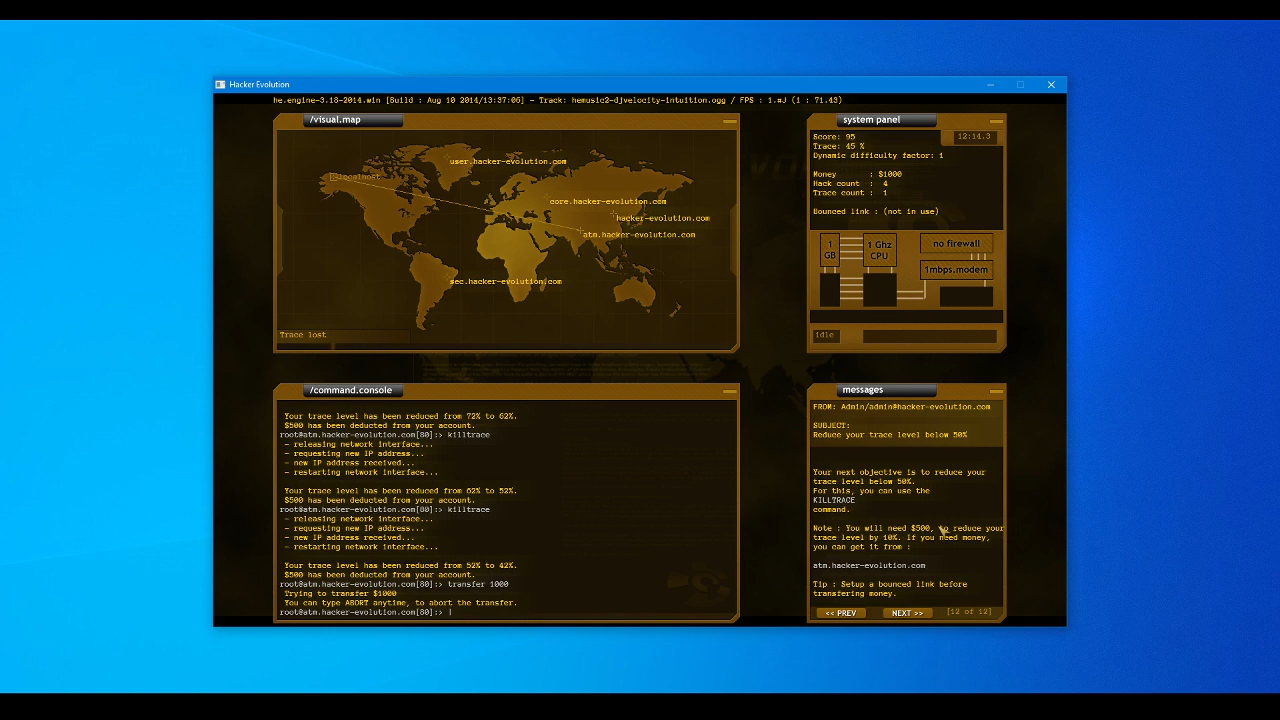 Hacker Evolution
he.engine-3.18-2014.win [Build : Aug 10 2014/13:37:06] - Track: hemusic2-djvelocity-intuition.ogg / FPS : 1.#J (1 : 71.43)
/visual.map
user.hacker-evolution.com
localhost
core.hacker-evolution.com
hacker-evolution.com
atm.hacker-evolution.com
sec.hacker-evolution.com
Trace lost
system panel
Score: 95
12:14.3
Trace: 45 %
Dynamic difficulty factor: 1
Money : $1000
Hack count : 4
Trace count : 1
Bounced link : (not in use)
1 GB
1 Ghz CPU
no firewall
1mbps.modem
idle
/command.console
Your trace level has been reduced from 72% to 62%.
$500 has been deducted from your account.
root@atm.hacker-evolution.com[80]:> killtrace
- releasing network interface...
- requesting new IP address...
- new IP address received...
- restarting network interface...
Your trace level has been reduced from 62% to 52%.
$500 has been deducted from your account.
root@atm.hacker-evolution.com[80]:> killtrace
- releasing network interface...
- requesting new IP address...
- new IP address received...
- restarting network interface...
Your trace level has been reduced from 52% to 42%.
$500 has been deducted from your account.
root@atm.hacker-evolution.com[80]:> transfer 1000
Trying to transfer $1000
You can type ABORT anytime, to abort the transfer.
root@atm.hacker-evolution.com[80]:> |
messages
FROM: Admin/admin@hacker-evolution.com
SUBJECT:
Reduce your trace level below 50%
Your next objective is to reduce your
trace level below 50%.
For this, you can use the
KILLTRACE
command.
Note : You will need $500, to reduce your
trace level by 10%. If you need money,
you can get it from :
atm.hacker-evolution.com
Tip : Setup a bounced link before
transfering money.
<< PREV
NEXT >>
[12 of 12]